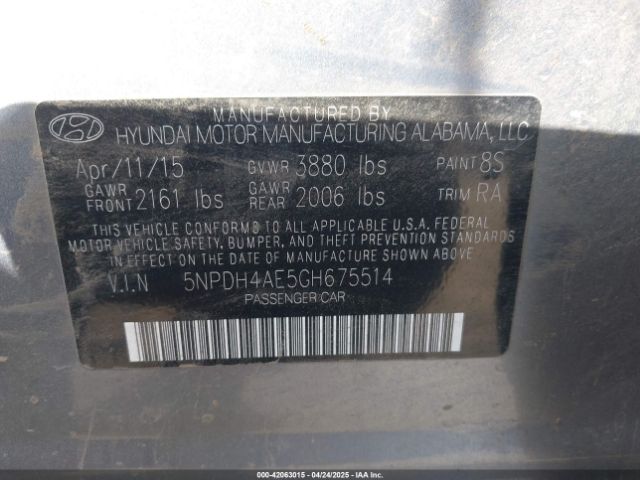 MANUFACTURED BY
HYUNDAI MOTOR MANUFACTURING ALABAMA, LLC
Apr/11/15 GVWR 3880 lbs PAINT 8S
GAWR FRONT 2161 lbs GAWR REAR 2006 lbs TRIM RA
THIS VEHICLE CONFORMS TO ALL APPLICABLE U.S.A. FEDERAL
MOTOR VEHICLE SAFETY, BUMPER, AND THEFT PREVENTION STANDARDS
IN EFFECT ON THE DATE OF MANUFACTURE SHOWN ABOVE.
V.I.N 5NPDH4AE5GH675514
PASSENGER CAR
000-42063015 - 04/24/2025 - COPART